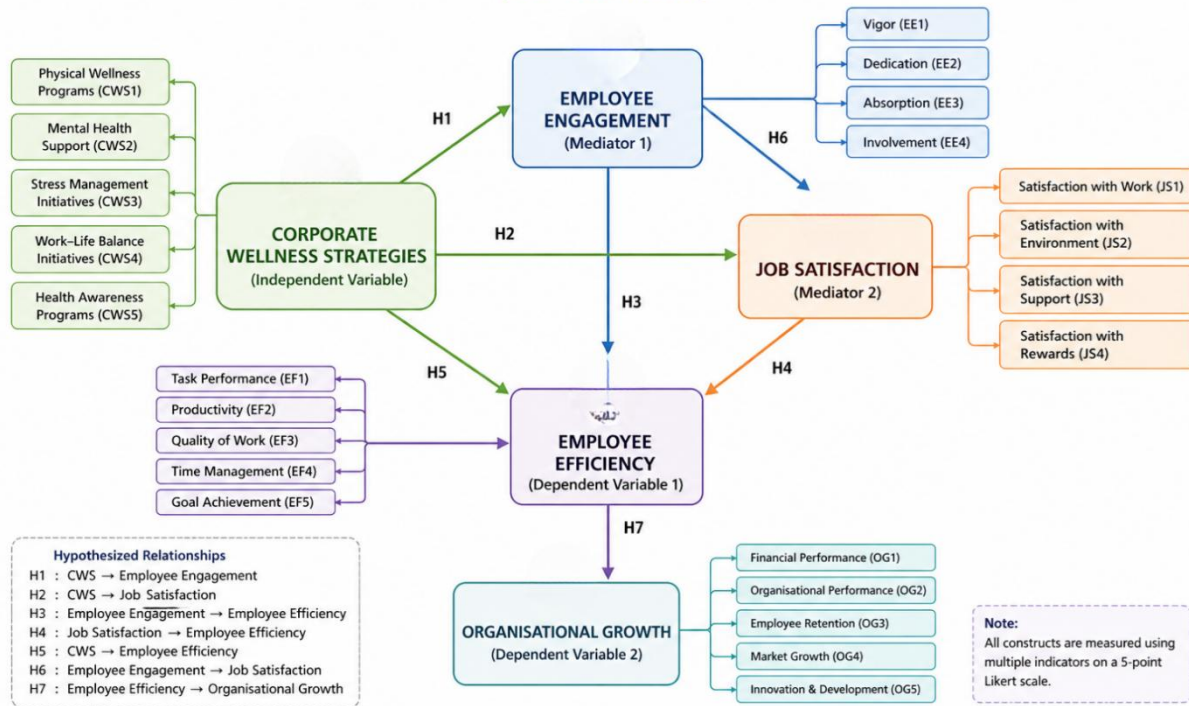 Physical Wellness
Programs (CWS1)
Mental Health
Support (CWS2)
Stress Management
Initiatives (CWS3)
Work–Life Balance
Initiatives (CWS4)
Health Awareness
Programs (CWS5)
H1
CORPORATE
WELLNESS STRATEGIES
(Independent Variable)
EMPLOYEE
ENGAGEMENT
(Mediator 1)
Vigor (EE1)
Dedication (EE2)
Absorption (EE3)
Involvement (EE4)
H6
H2
H3
JOB SATISFACTION
(Mediator 2)
Satisfaction with Work (JS1)
Satisfaction with
Environment (JS2)
Satisfaction with
Support (JS3)
Satisfaction with
Rewards (JS4)
H5
H4
Task Performance (EF1)
Productivity (EF2)
Quality of Work (EF3)
Time Management (EF4)
Goal Achievement (EF5)
EMPLOYEE
EFFICIENCY
(Dependent Variable 1)
H7
Hypothesized Relationships
H1 : CWS → Employee Engagement
H2 : CWS → Job Satisfaction
H3 : Employee Engagement → Employee Efficiency
H4 : Job Satisfaction → Employee Efficiency
H5 : CWS → Employee Efficiency
H6 : Employee Engagement → Job Satisfaction
H7 : Employee Efficiency → Organisational Growth
ORGANISATIONAL GROWTH
(Dependent Variable 2)
Financial Performance (OG1)
Organisational Performance (OG2)
Employee Retention (OG3)
Market Growth (OG4)
Innovation & Development (OG5)
Note:
All constructs are measured using
multiple indicators on a 5-point
Likert scale.